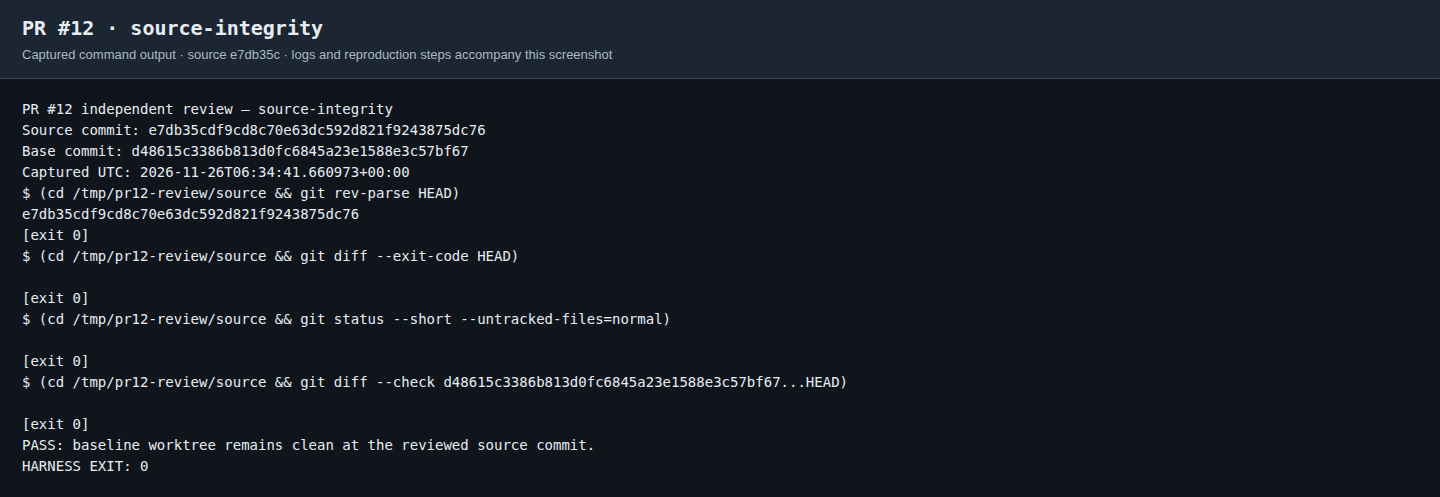 PR #12 · source-integrity
Captured command output · source e7db35c · logs and reproduction steps accompany this screenshot
PR #12 independent review — source-integrity
Source commit: e7db35cdf9cd8c70e63dc592d821f9243875dc76
Base commit: d48615c3386b813d0fc6845a23e1588e3c57bf67
Captured UTC: 2026-11-26T06:34:41.660973+00:00
$ (cd /tmp/pr12-review/source && git rev-parse HEAD)
e7db35cdf9cd8c70e63dc592d821f9243875dc76
[exit 0]
$ (cd /tmp/pr12-review/source && git diff --exit-code HEAD)
[exit 0]
$ (cd /tmp/pr12-review/source && git status --short --untracked-files=normal)
[exit 0]
$ (cd /tmp/pr12-review/source && git diff --check d48615c3386b813d0fc6845a23e1588e3c57bf67...HEAD)
[exit 0]
PASS: baseline worktree remains clean at the reviewed source commit.
HARNESS EXIT: 0